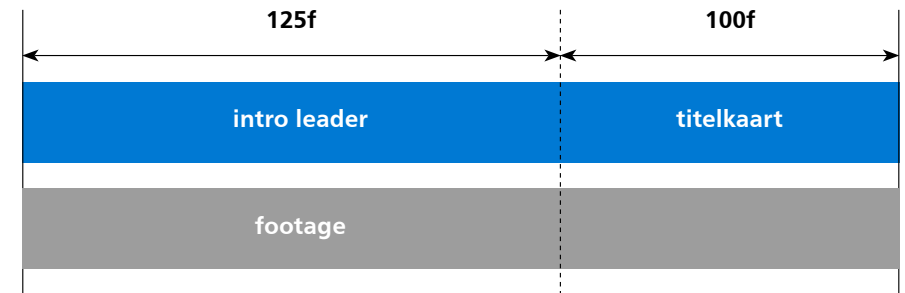 125f
100f
intro leader
titelkaart
footage